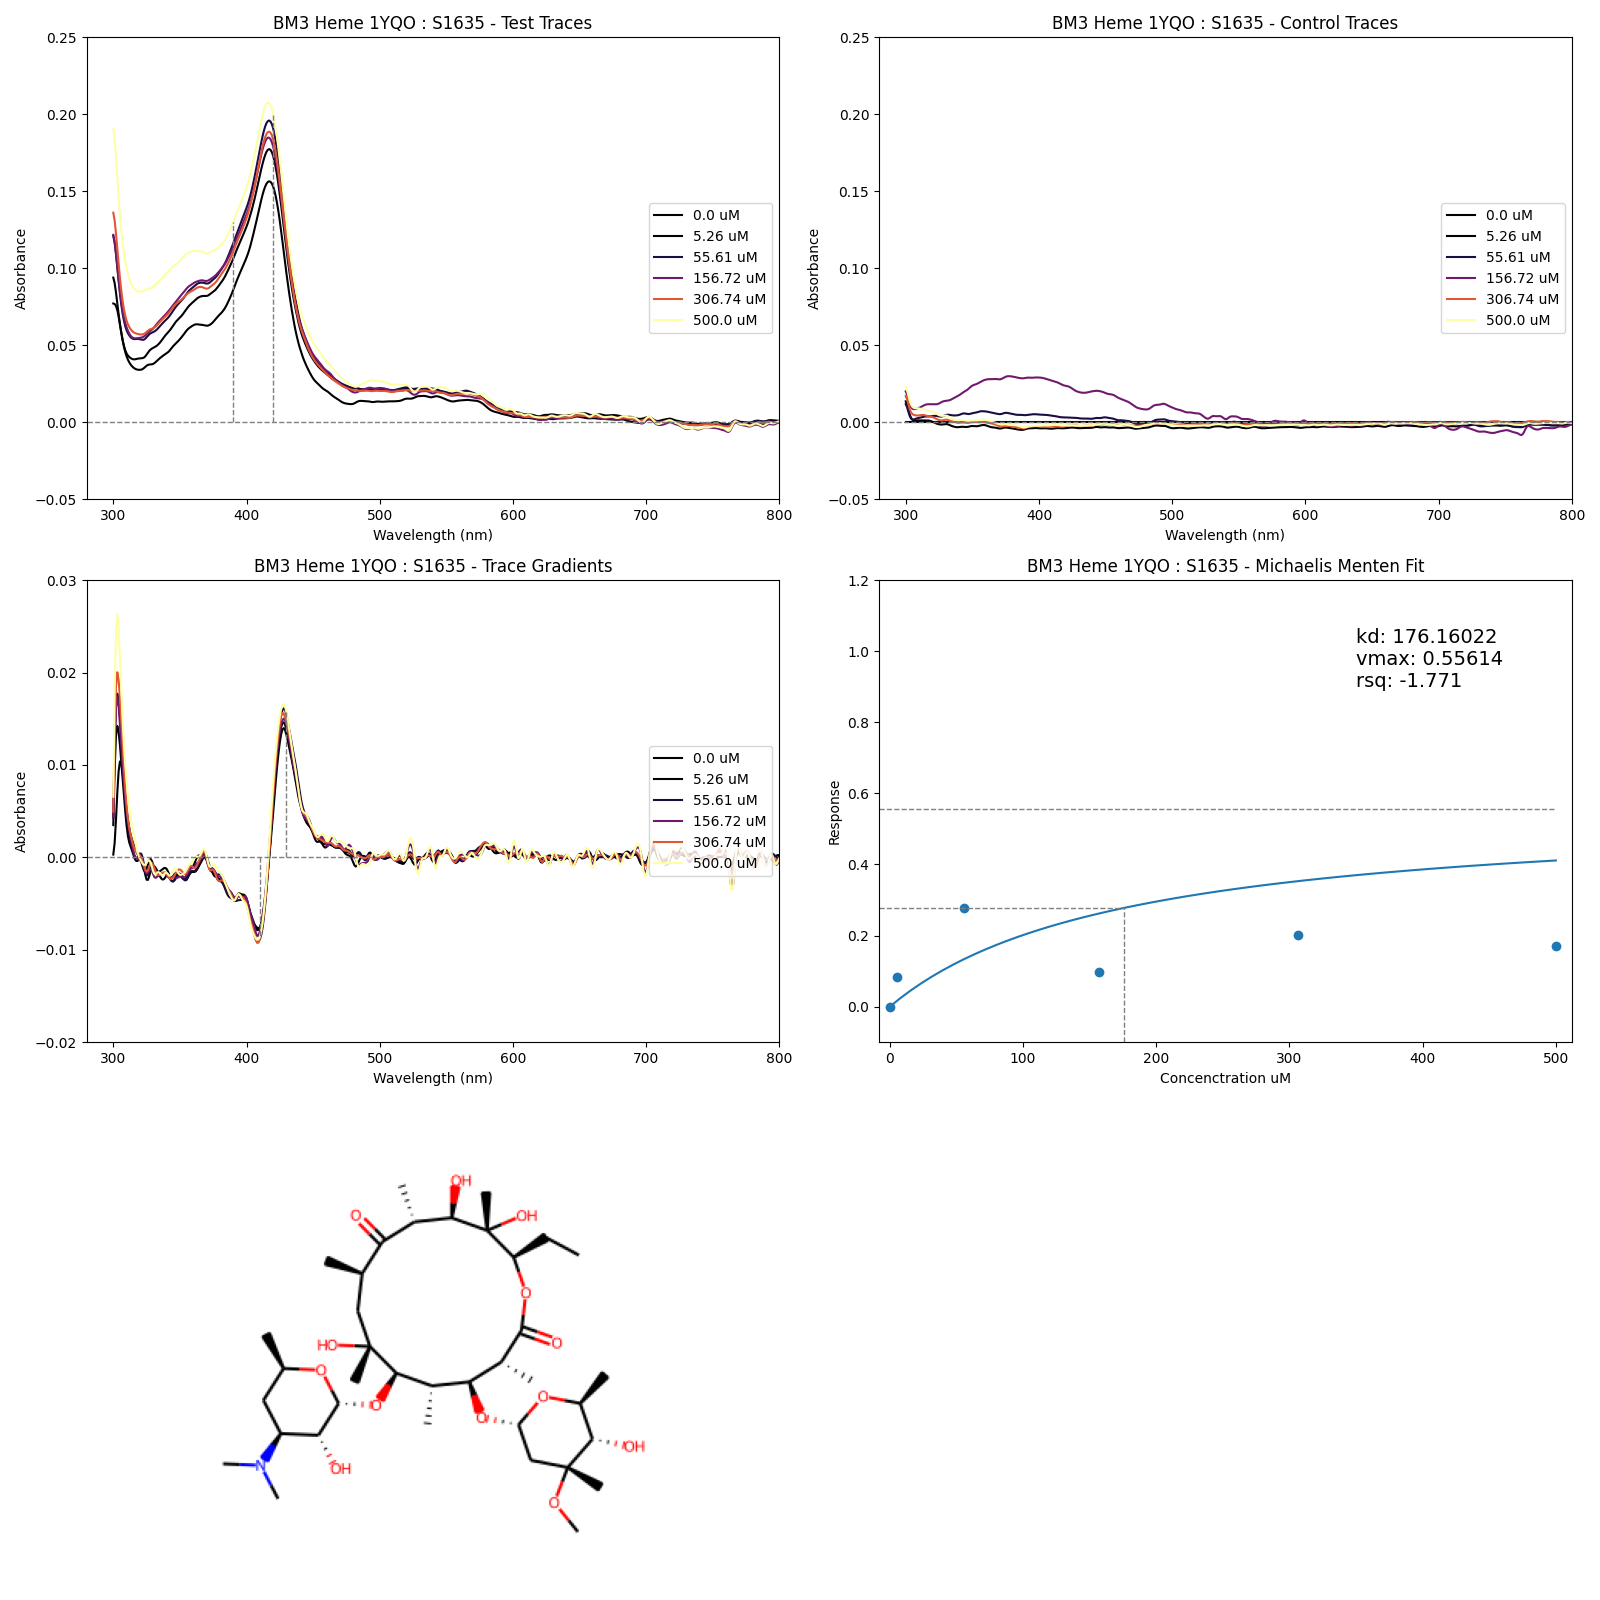 BM3 Heme 1YQO : S1635 - Test Traces
0.25
0.20
0.15
0.10
0.05
0.00
−0.05
Absorbance
0.0 uM
5.26 uM
55.61 uM
156.72 uM
306.74 uM
500.0 uM
300 400 500 600 700 800
Wavelength (nm)
BM3 Heme 1YQO : S1635 - Control Traces
0.25
0.20
0.15
0.10
0.05
0.00
−0.05
Absorbance
0.0 uM
5.26 uM
55.61 uM
156.72 uM
306.74 uM
500.0 uM
300 400 500 600 700 800
Wavelength (nm)
BM3 Heme 1YQO : S1635 - Trace Gradients
0.03
0.02
0.01
0.00
−0.01
−0.02
Absorbance
0.0 uM
5.26 uM
55.61 uM
156.72 uM
306.74 uM
500.0 uM
300 400 500 600 700 800
Wavelength (nm)
BM3 Heme 1YQO : S1635 - Michaelis Menten Fit
1.2
1.0
0.8
0.6
0.4
0.2
0.0
Response
kd: 176.16022
vmax: 0.55614
rsq: -1.771
0 100 200 300 400 500
Concenctration uM
OH
O
OH
O
HO
O
O
O
O
O
N
OH
OH
O